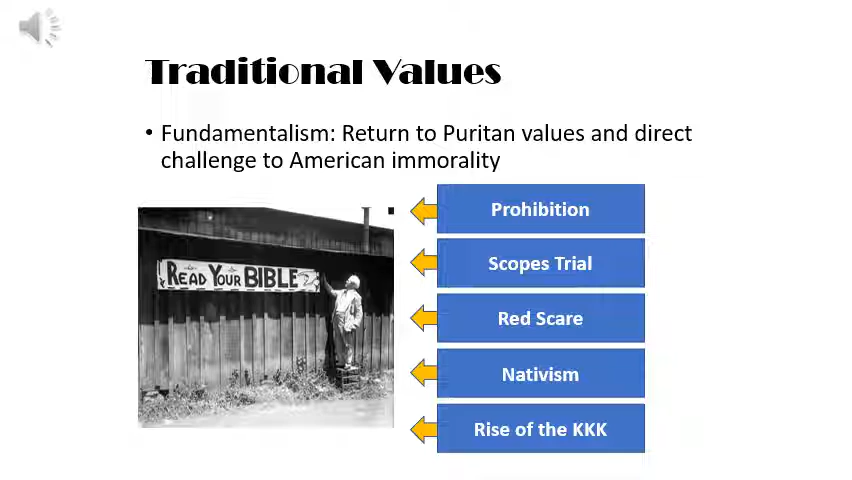 Traditional Values
• Fundamentalism: Return to Puritan values and direct
challenge to American immorality
READ YOUR BIBLE
Prohibition
Scopes Trial
Red Scare
Nativism
Rise of the KKK